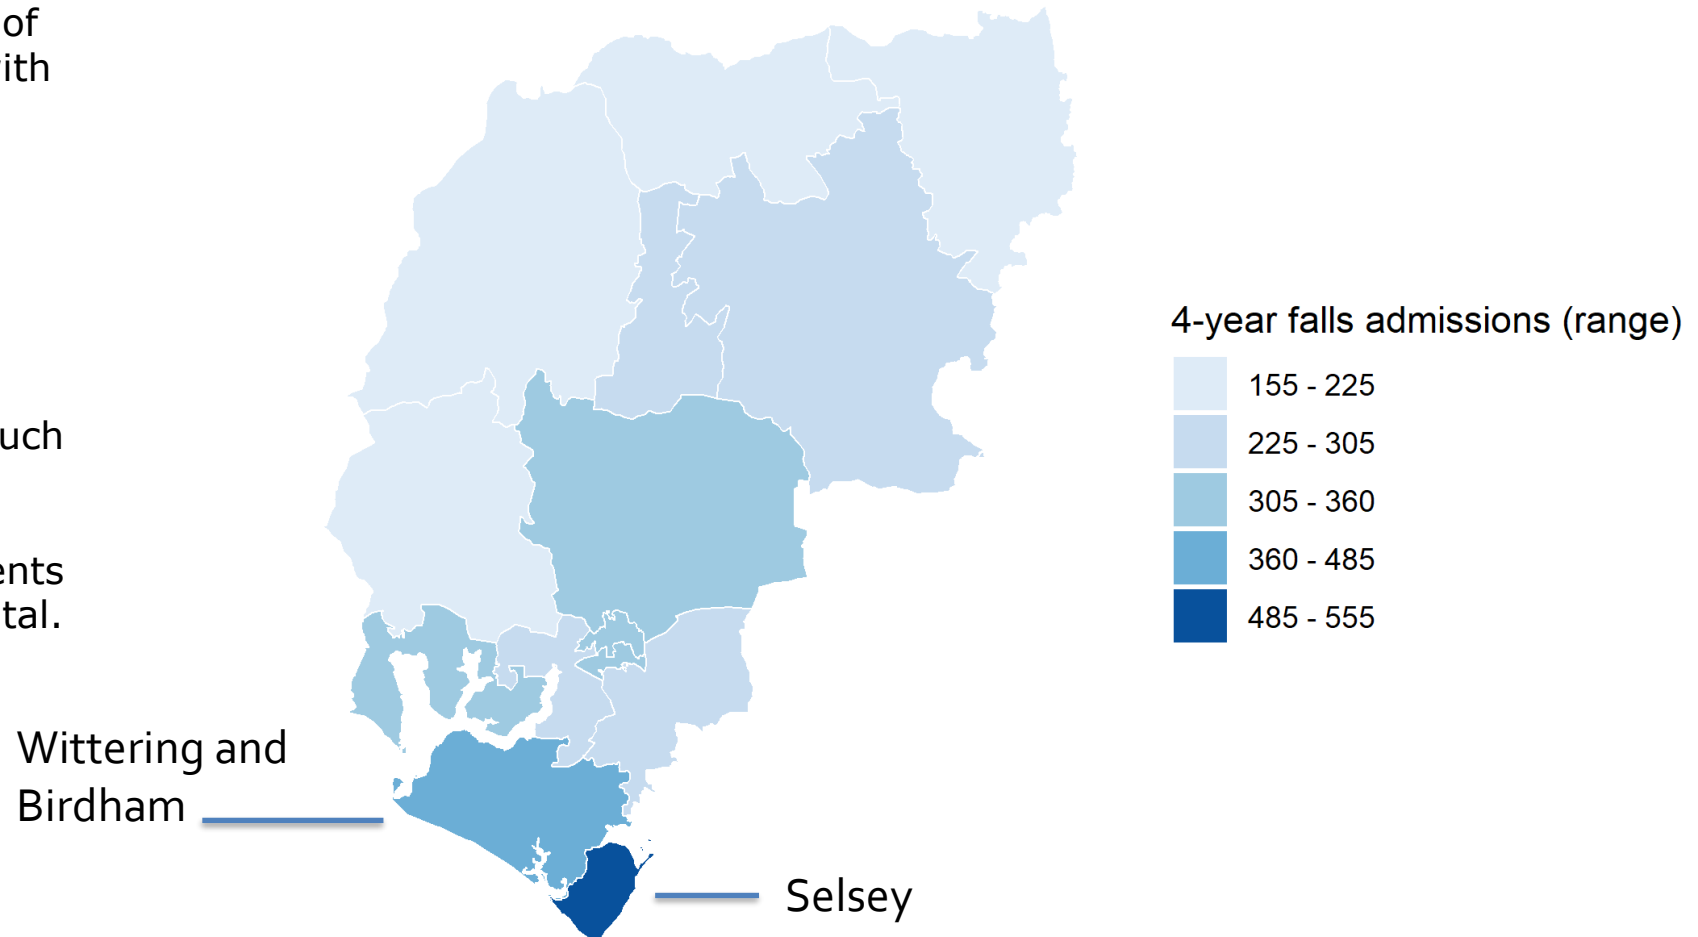 of
ith
uch
ents
tal.
4-year falls admissions (range)
155 - 225
225 - 305
305 - 360
360 - 485
485 - 555
Wittering and
Birdham
Selsey